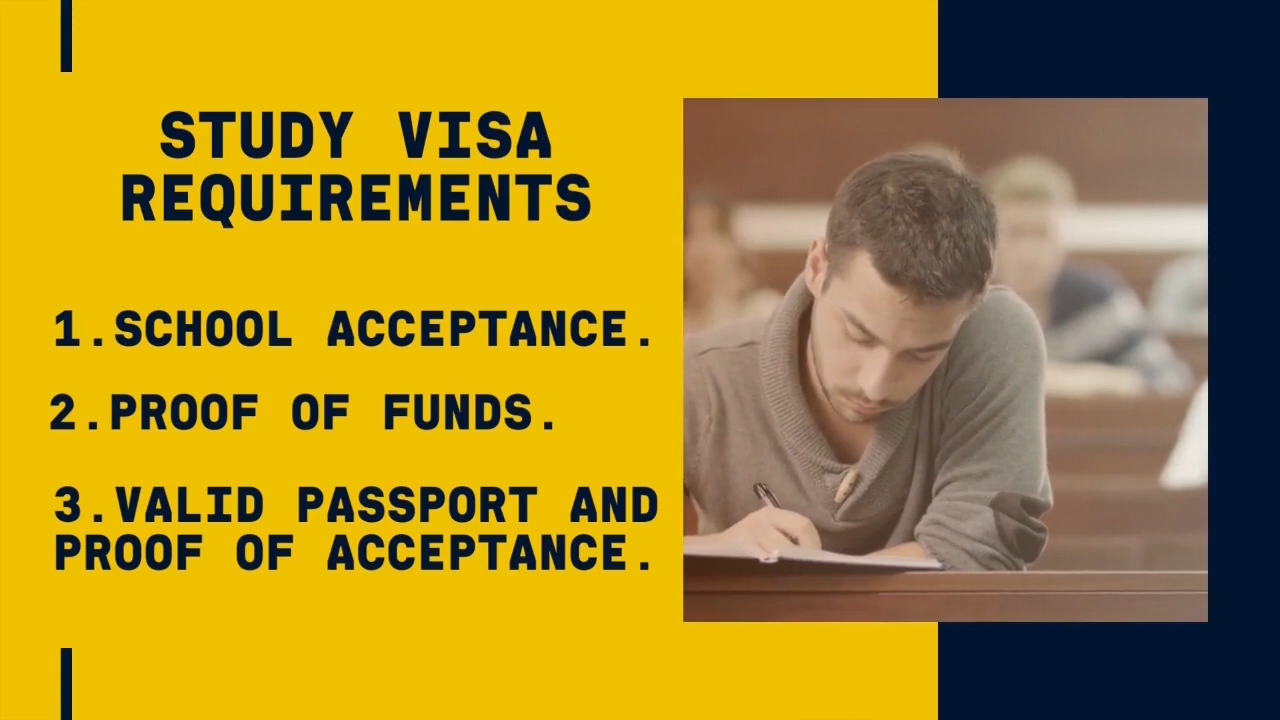 STUDY VISA
REQUIREMENTS
1.SCHOOL ACCEPTANCE.
2.PROOF OF FUNDS.
3.VALID PASSPORT AND
PROOF OF ACCEPTANCE.